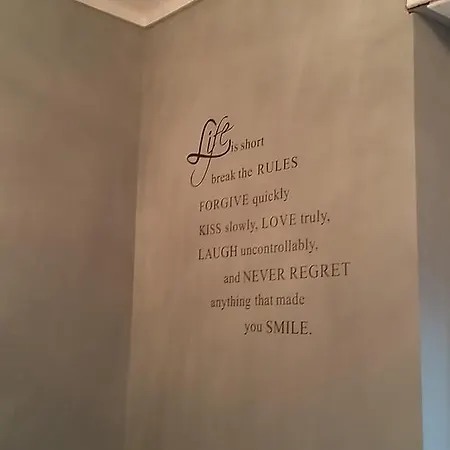 Life is short
break the RULES
FORGIVE quickly
KISS slowly, LOVE truly,
LAUGH uncontrollably,
and NEVER REGRET
anything that made
you SMILE.